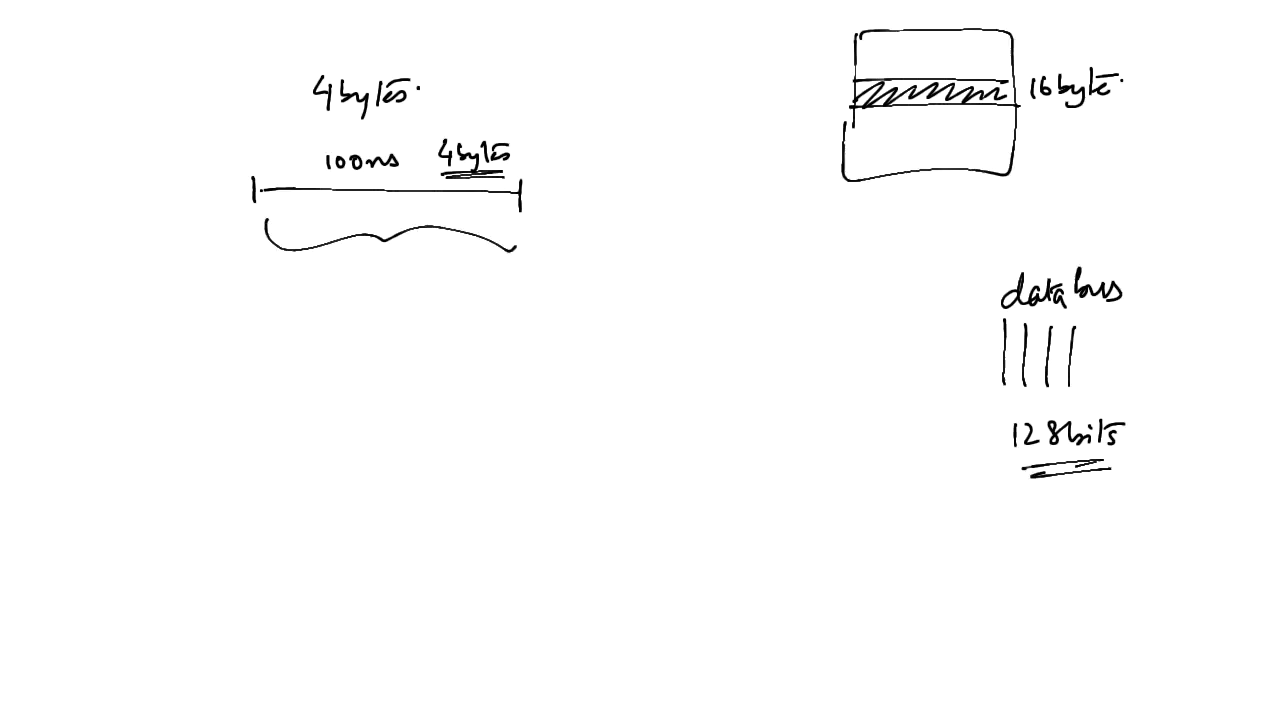 4 bytes.
100ns 4 bytes
16 byte.
data bus
128 bits